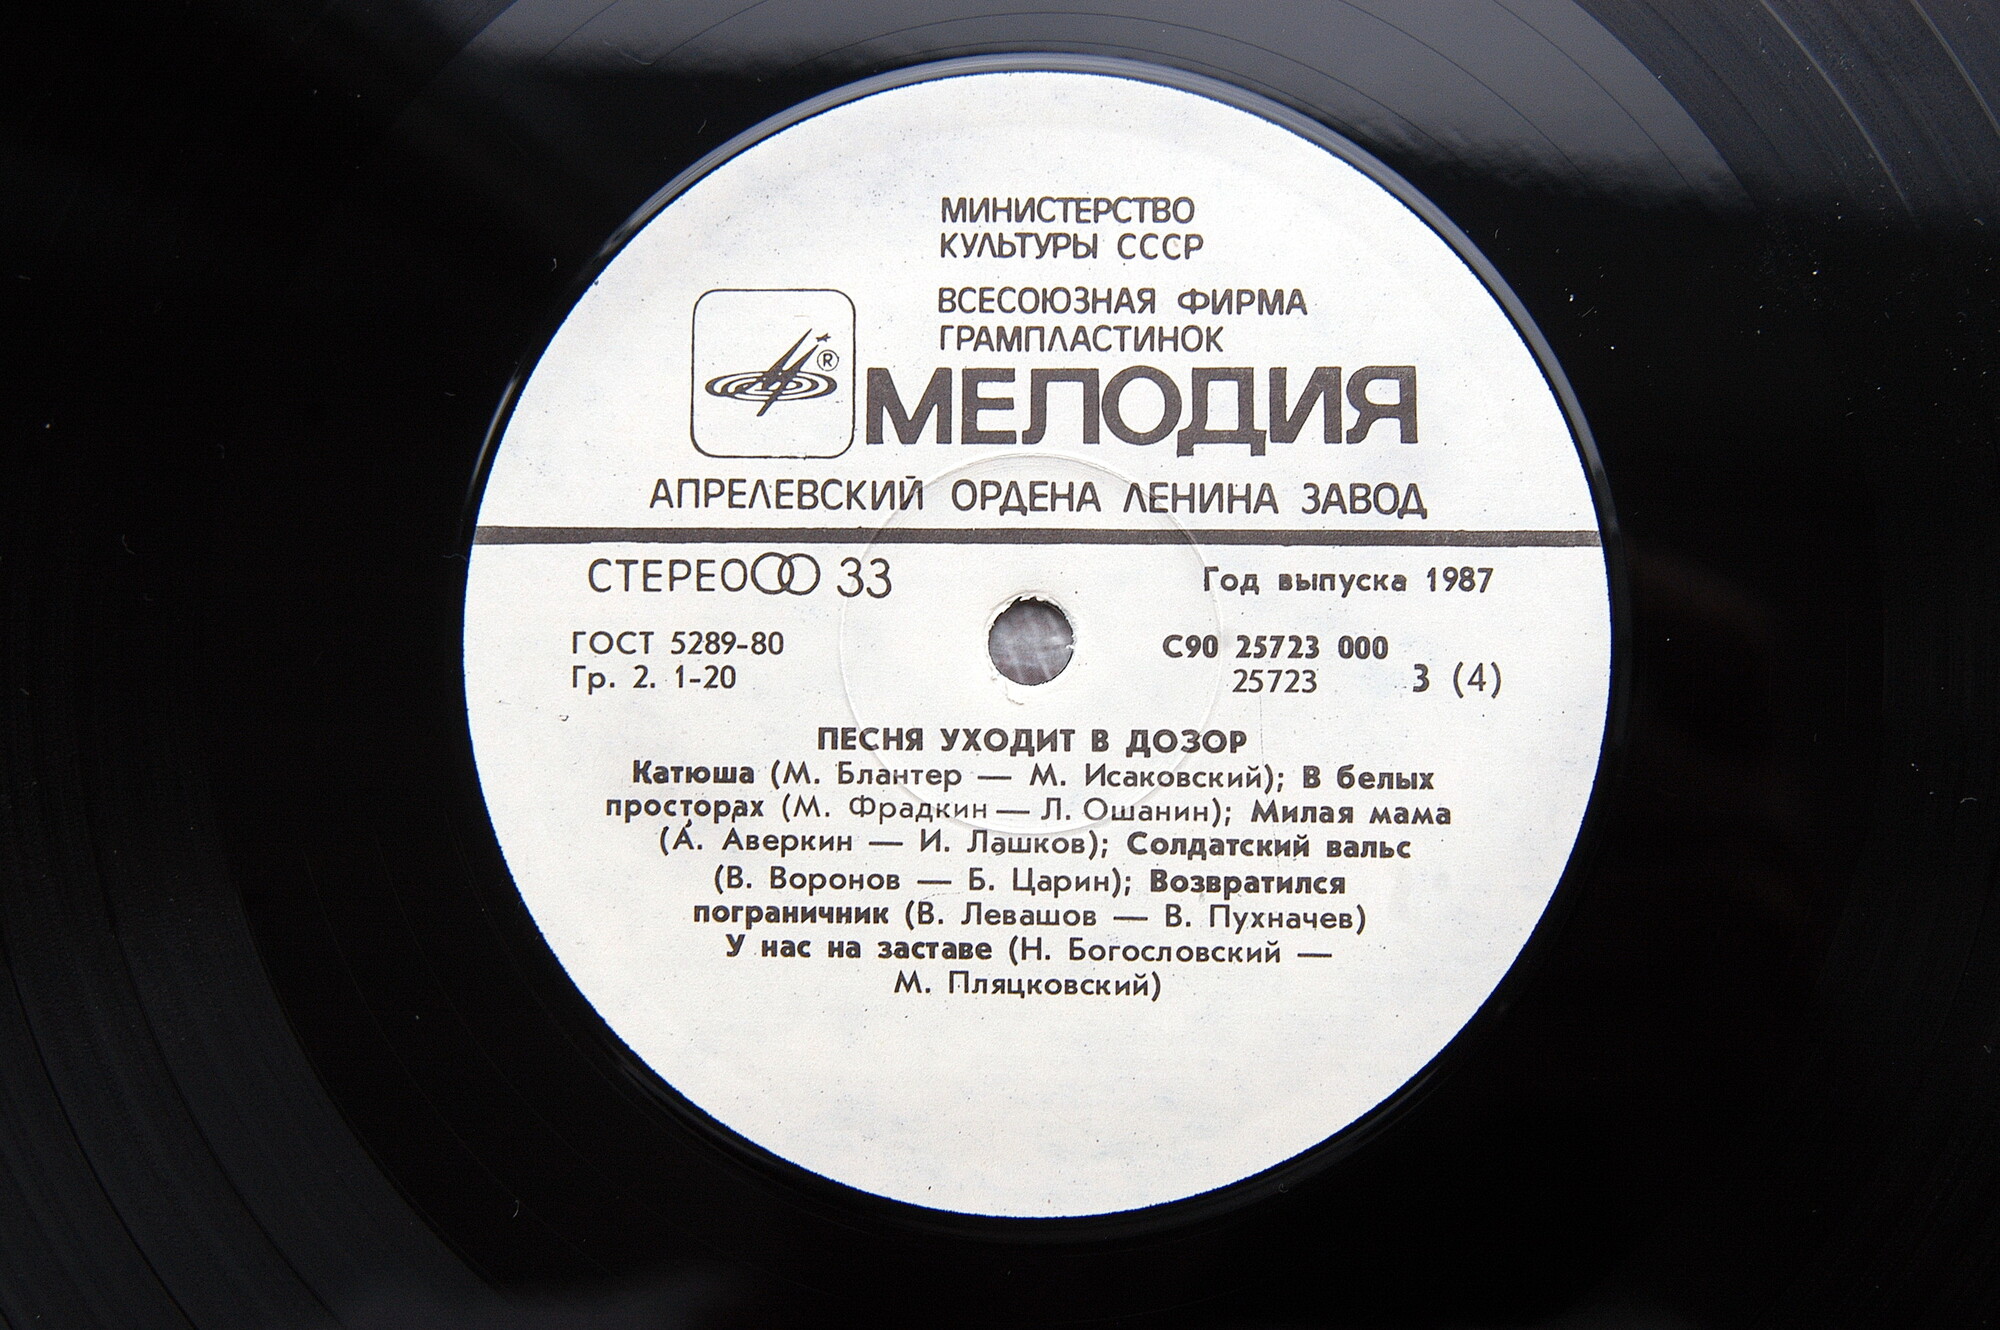 МИНИСТЕРСТВО
КУЛЬТУРЫ СССР
ВСЕСОЮЗНАЯ ФИРМА
ГРАМПЛАСТИНОК
®
МЕЛОДИЯ
АПРЕЛЕВСКИЙ ОРДЕНА ЛЕНИНА ЗАВОД
СТЕРЕО 33
Год выпуска 1987
ГОСТ 5289-80
Гр. 2. 1-20
С90 25723 000
25723 3 (4)
ПЕСНЯ УХОДИТ В ДОЗОР
Катюша (М. Блантер — М. Исаковский); В белых
просторах (М. Фрадкин — Л. Ошанин); Милая мама
(А. Аверкин — И. Лашков); Солдатский вальс
(В. Воронов — Б. Царин); Возвратился
пограничник (В. Левашов — В. Пухначев)
У нас на заставе (Н. Богословский —
М. Пляцковский)